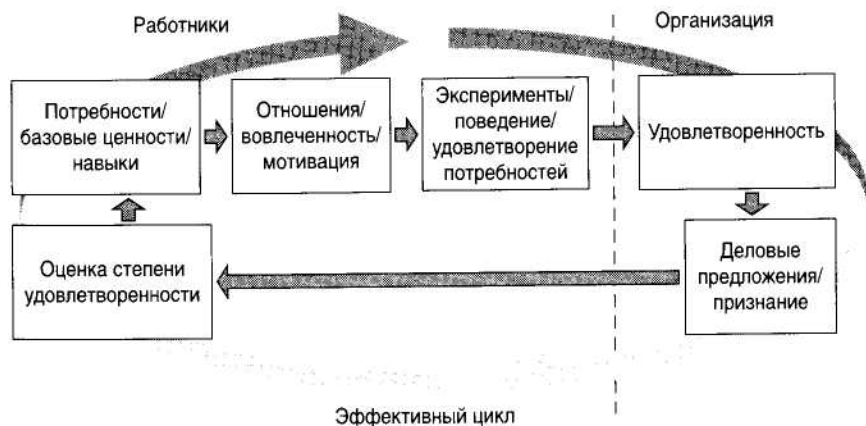 Работники
Организация
Потребности/
базовые ценности/
навыки
Отношения/
вовлеченность/
мотивация
Эксперименты/
поведение/
удовлетворение
потребностей
Удовлетворенность
Оценка степени
удовлетворенности
Деловые
предложения/
признание
Эффективный цикл